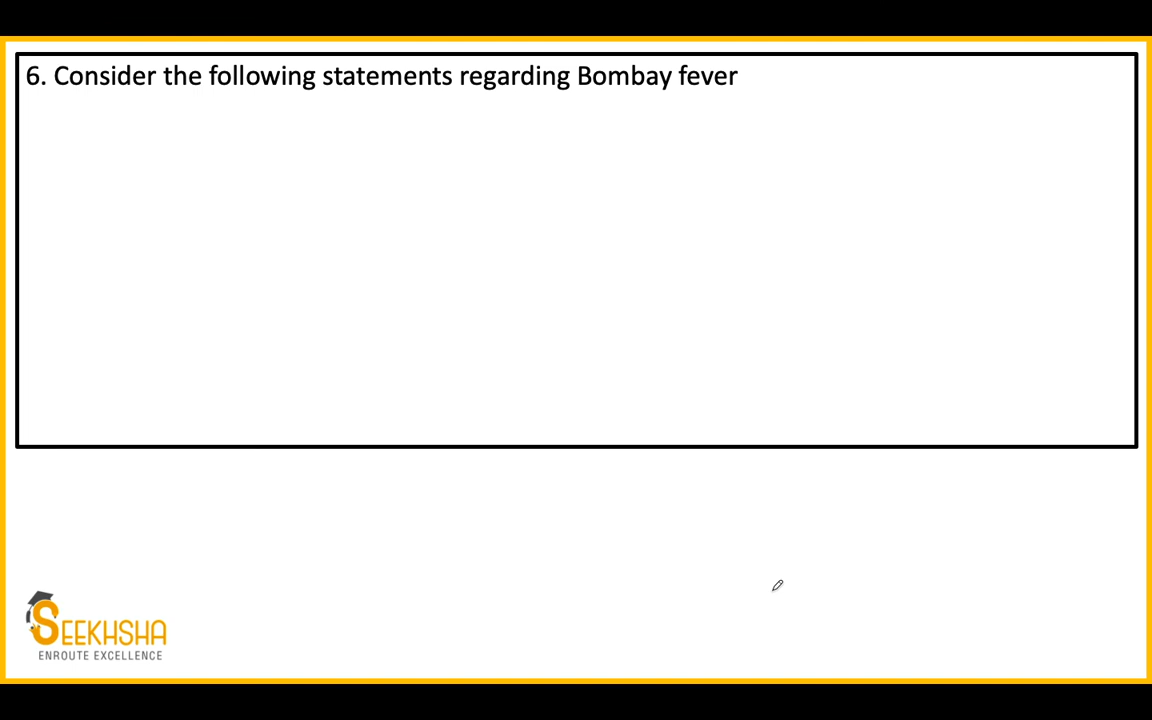 6. Consider the following statements regarding Bombay fever
SEEKHSHA
ENROUTE EXCELLENCE